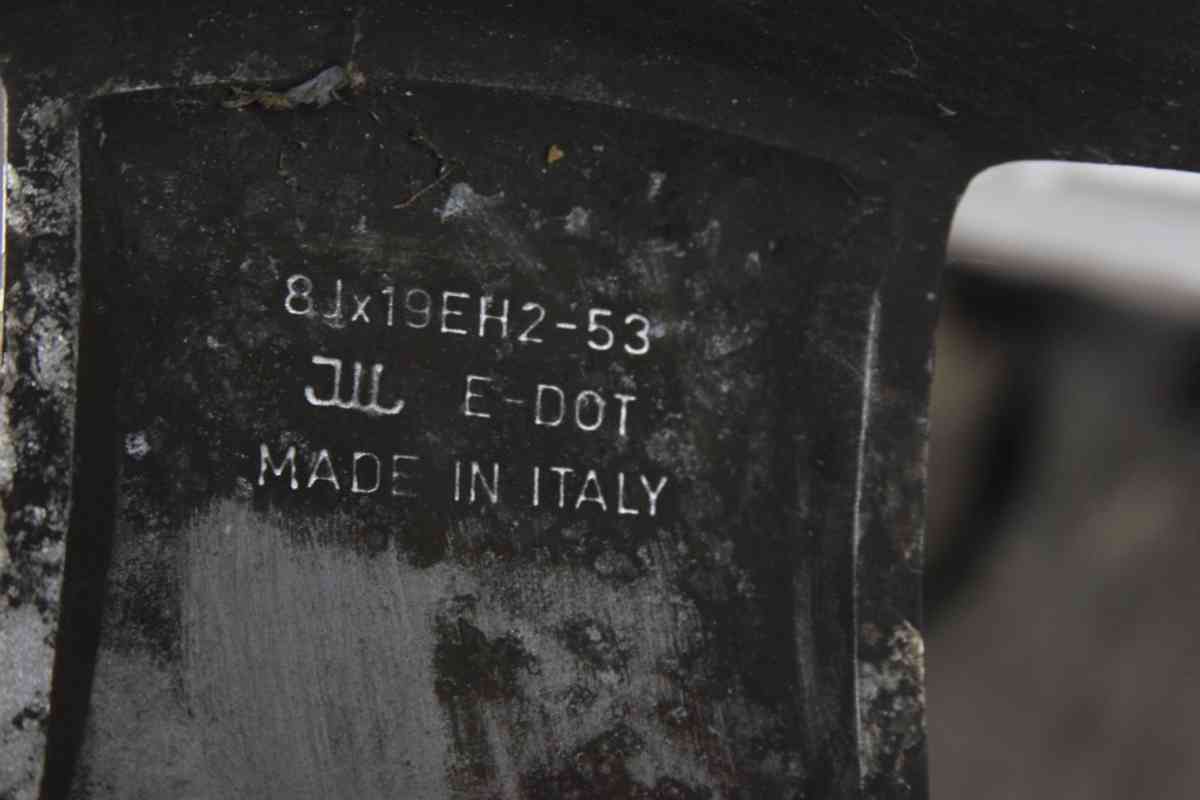 8Jx19EH2-53
JWL E-DOT
MADE IN ITALY